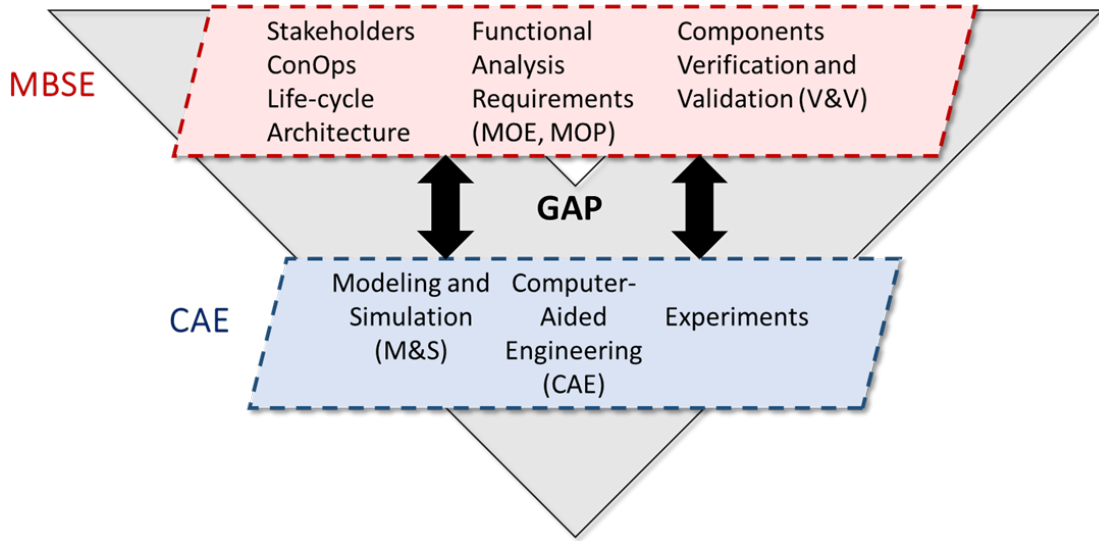 MBSE
Stakeholders
ConOps
Life-cycle
Architecture
Functional
Analysis
Requirements
(MOE, MOP)
Components
Verification and
Validation (V&V)
GAP
CAE
Modeling and
Simulation
(M&S)
Computer-
Aided
Engineering
(CAE)
Experiments